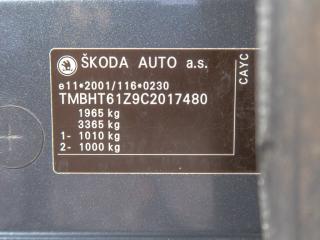 ŠKODA AUTO a.s.
e11*2001/116*0230
TMBHT61Z9C2017480
1965 kg
3365 kg
1- 1010 kg
2- 1000 kg
CAYC